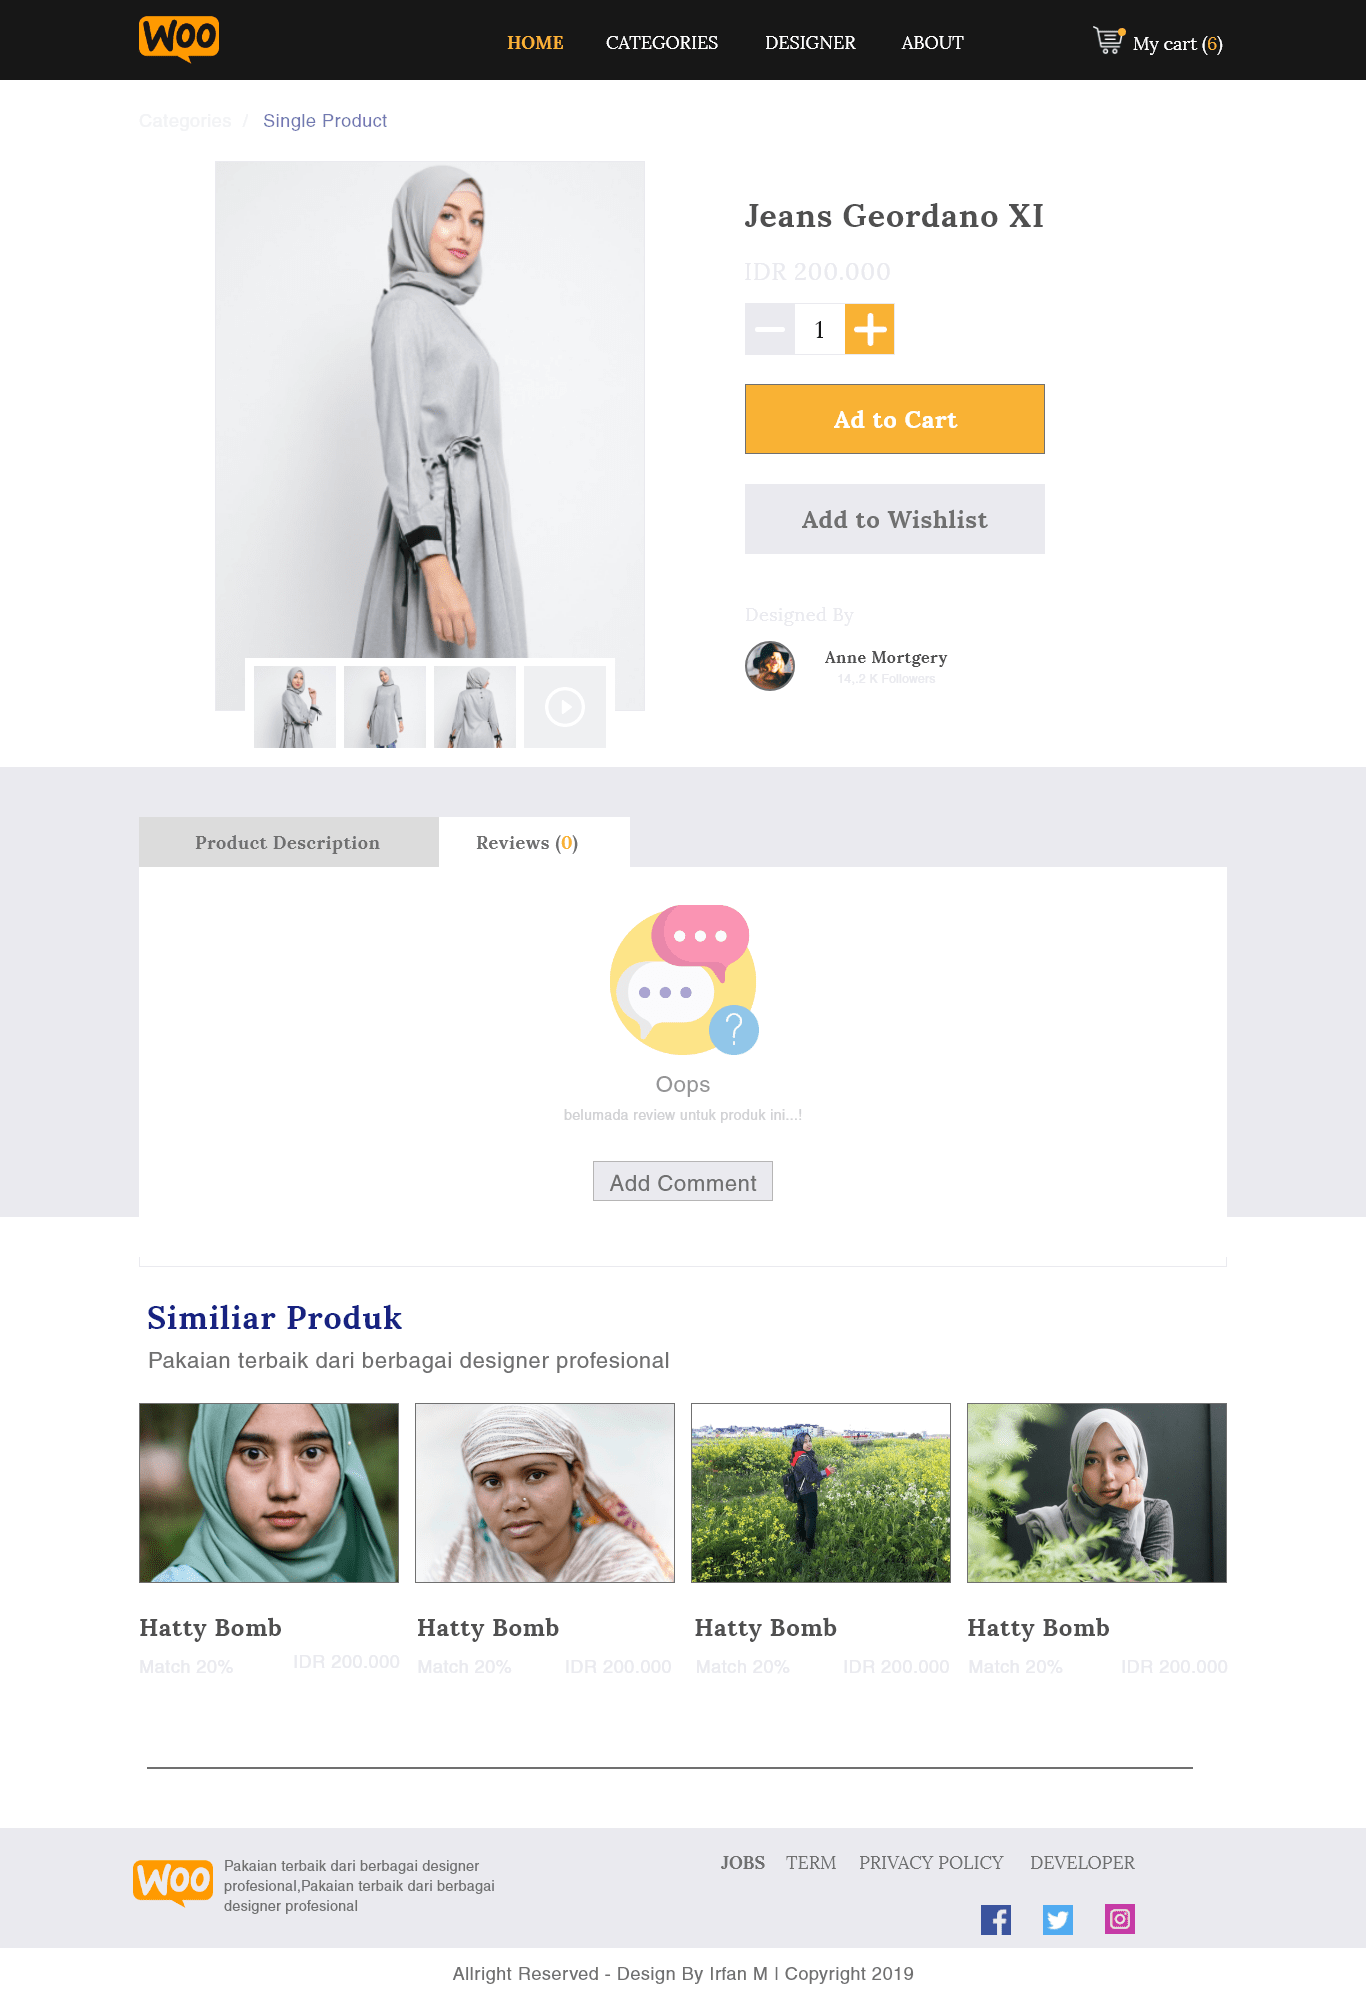 WOO
HOME CATEGORIES DESIGNER ABOUT My cart (6)
Categories / Single Product
Jeans Geordano XI
IDR 200.000
1
Ad to Cart
Add to Wishlist
Designed By
Anne Mortgery
14,.2 K Followers
Product Description Reviews (0)
?
Oops
belumada review untuk produk ini...!
Add Comment
Similiar Produk
Pakaian terbaik dari berbagai designer profesional
Hatty Bomb Hatty Bomb Hatty Bomb Hatty Bomb
Match 20% IDR 200.000 Match 20% IDR 200.000 Match 20% IDR 200.000 Match 20% IDR 200.000
WOO
Pakaian terbaik dari berbagai designer
profesional,Pakaian terbaik dari berbagai
designer profesional
JOBS TERM PRIVACY POLICY DEVELOPER
Allright Reserved - Design By Irfan M | Copyright 2019